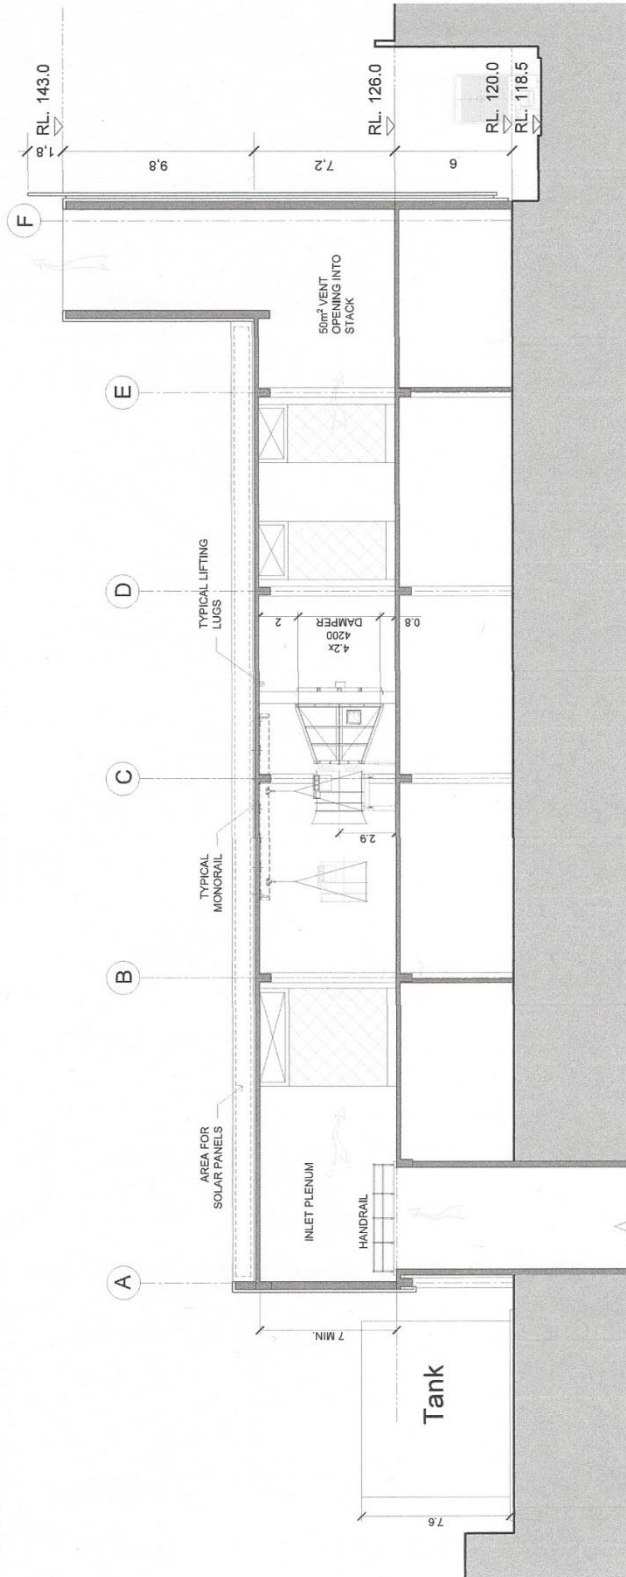 A
B
C
D
E
F
AREA FOR
SOLAR PANELS
TYPICAL
MONORAIL
TYPICAL LIFTING
LUGS
1,8
9,8
7,2
6
RL. 143.0
RL. 126.0
RL. 120.0
RL. 118.5
7 MIN.
INLET PLENUM
HANDRAIL
2.9
2
4.2x
4200
DAMPER
0.8
50m² VENT
OPENING INTO
STACK
Tank
7.6